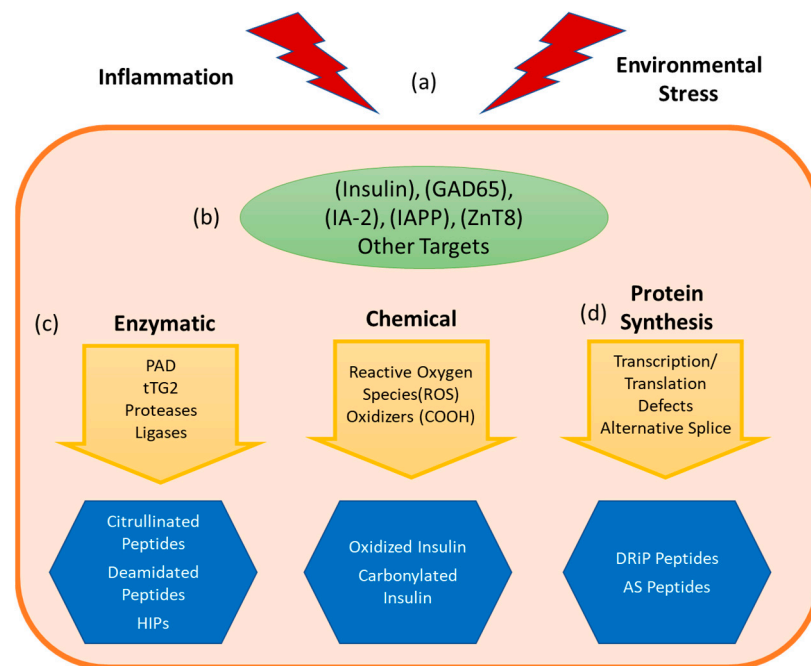 Inflammation
(a)
Environmental
Stress
(b)
(Insulin), (GAD65),
(IA-2), (IAPP), (ZnT8)
Other Targets
(c)
Enzymatic
PAD
tTG2
Proteases
Ligases
Citrullinated
Peptides
Deamidated
Peptides
HIPs
Chemical
Reactive Oxygen
Species(ROS)
Oxidizers (COOH)
Oxidized Insulin
Carbonylated
Insulin
(d)
Protein
Synthesis
Transcription/
Translation
Defects
Alternative Splice
DRiP Peptides
AS Peptides